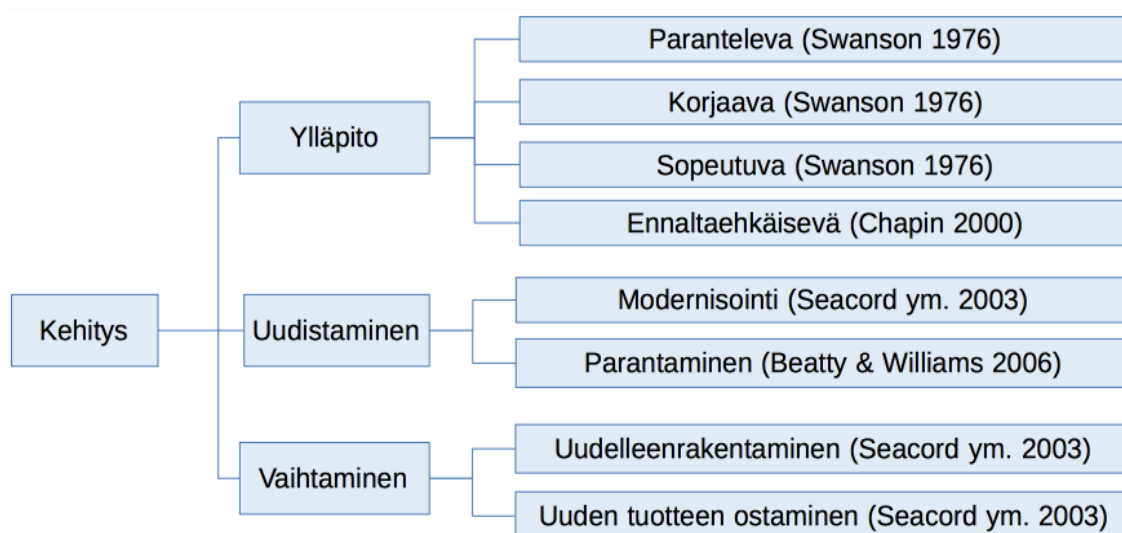 Kehitys
Ylläpito
Paranteleva (Swanson 1976)
Korjaava (Swanson 1976)
Sopeutuva (Swanson 1976)
Ennaltaehkäisevä (Chapin 2000)
Uudistaminen
Modernisointi (Seacord ym. 2003)
Parantaminen (Beatty & Williams 2006)
Vaihtaminen
Uudelleenrakentaminen (Seacord ym. 2003)
Uuden tuotteen ostaminen (Seacord ym. 2003)